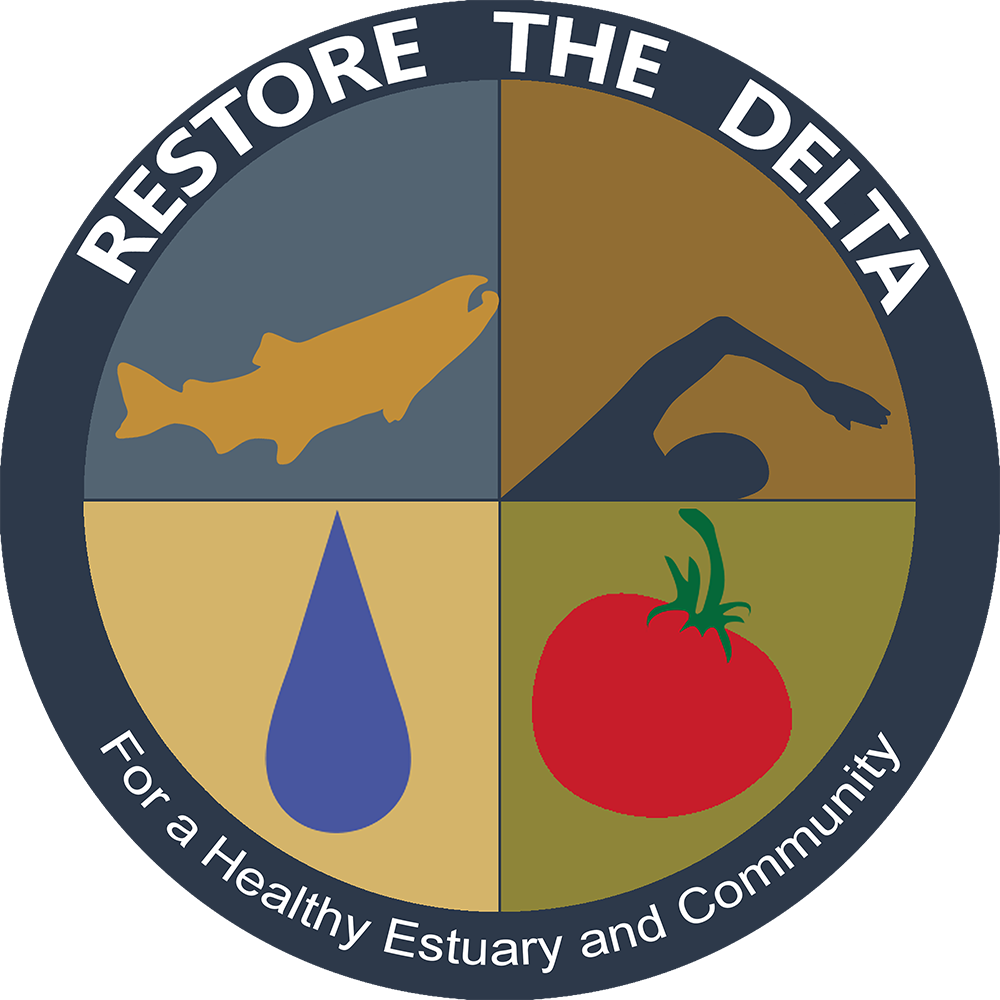 RESTORE THE DELTA
For a Healthy Estuary and Community